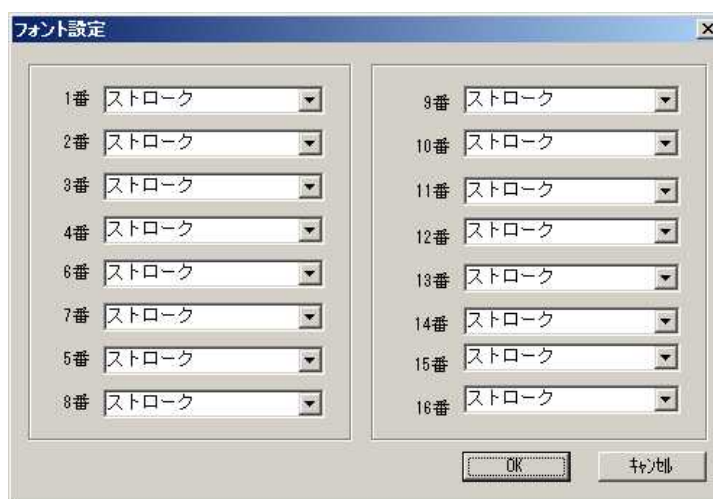 フォント設定
1番 ストローク
2番 ストローク
3番 ストローク
4番 ストローク
6番 ストローク
7番 ストローク
5番 ストローク
8番 ストローク
9番 ストローク
10番 ストローク
11番 ストローク
12番 ストローク
13番 ストローク
14番 ストローク
15番 ストローク
16番 ストローク
OK
ｷｬﾝｾﾙ